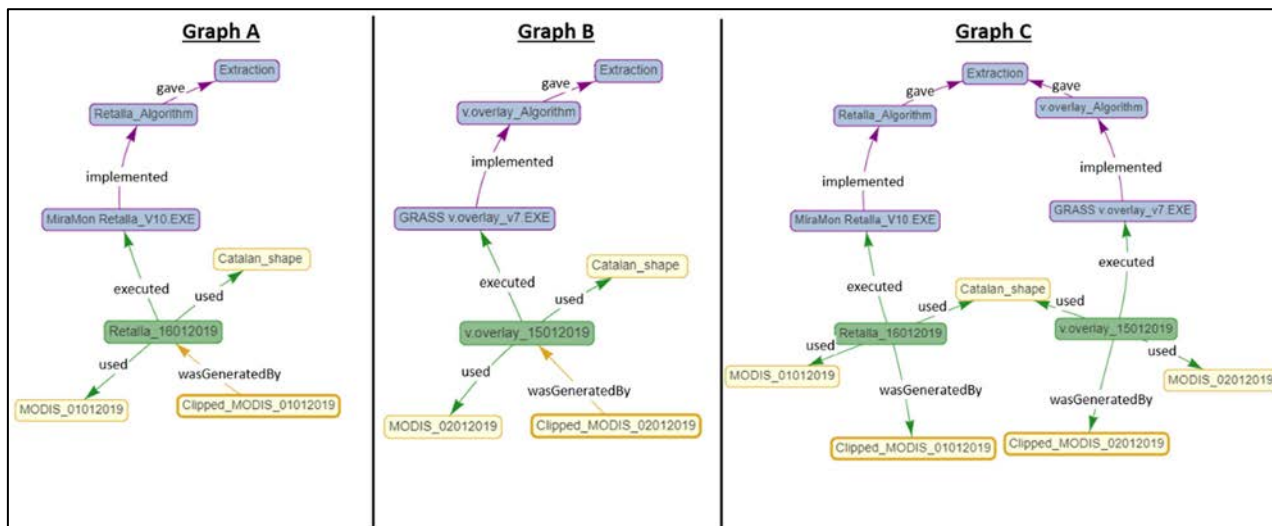 Graph A
Extraction
gave
Retalla_Algorithm
implemented
MiraMon Retalla_V10.EXE
Catalan_shape
executed
used
Retalla_16012019
used
wasGeneratedBy
MODIS_01012019
Clipped_MODIS_01012019
Graph B
Extraction
gave
v.overlay_Algorithm
implemented
GRASS v.overlay_v7.EXE
Catalan_shape
executed
used
v.overlay_15012019
used
wasGeneratedBy
MODIS_02012019
Clipped_MODIS_02012019
Graph C
Extraction
gave
gave
Retalla_Algorithm
v.overlay_Algorithm
implemented
implemented
MiraMon Retalla_V10.EXE
GRASS v.overlay_v7.EXE
executed
executed
Catalan_shape
used
used
Retalla_16012019
v.overlay_15012019
used
used
MODIS_01012019
MODIS_02012019
wasGeneratedBy
wasGeneratedBy
Clipped_MODIS_01012019
Clipped_MODIS_02012019